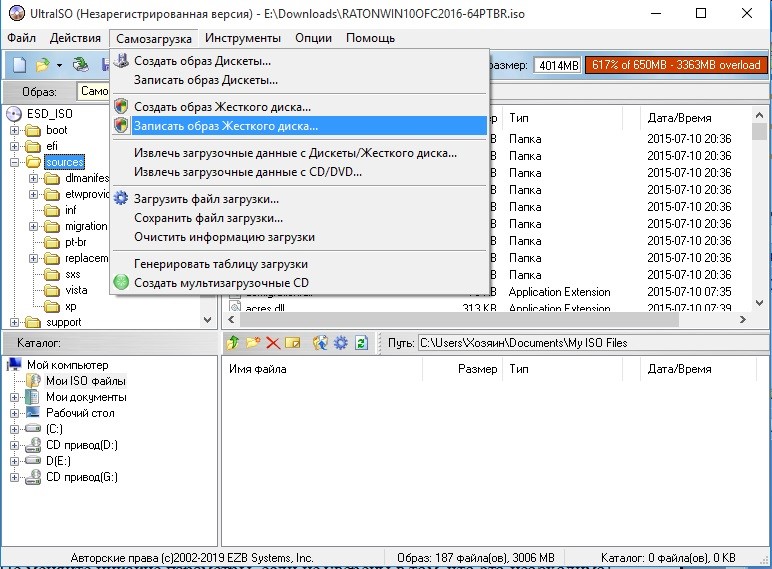 UltraISO (Незарегистрированная версия) - E:\Downloads\RATONWIN10OFC2016-64PTBR.iso
Файл Действия Самозагрузка Инструменты Опции Помощь
размер: 4014MB 617% of 650MB - 3363MB overload
Образ: Само
Создать образ Дискеты...
Записать образ Дискеты...
Создать образ Жесткого диска...
Записать образ Жесткого диска...
Извлечь загрузочные данные с Дискеты/Жесткого диска...
Извлечь загрузочные данные с CD/DVD...
Загрузить файл загрузки...
Сохранить файл загрузки...
Очистить информацию загрузки
Генерировать таблицу загрузки
Создать мультизагрузочные CD
ESD_ISO
boot
efi
sources
dlmanifes
etwprovic
inf
migration
pt-br
replacem
sxs
vista
xp
support
ер Тип Дата/Время
Папка 2015-07-10 20:36
Папка 2015-07-10 20:36
Папка 2015-07-10 20:36
Папка 2015-07-10 20:36
Папка 2015-07-10 20:36
Папка 2015-07-10 20:36
Папка 2015-07-10 20:36
Папка 2015-07-10 20:36
Application Extension 2015-07-10 07:39
acres.dll 313 KB Application Extension 2015-07-10 07:35
Каталог:
Путь: C:\Users\Хозяин\Documents\My ISO Files
Мой компьютер
Мои ISO файлы
Мои документы
Рабочий стол
(C:)
CD привод(D:)
D(E:)
CD привод(G:)
Имя файла Размер Тип Дата/Время
Авторские права (c)2002-2019 EZB Systems, Inc. Образ: 187 файла(ов), 3006 MB Каталог: 0 файла(ов), 0 KB